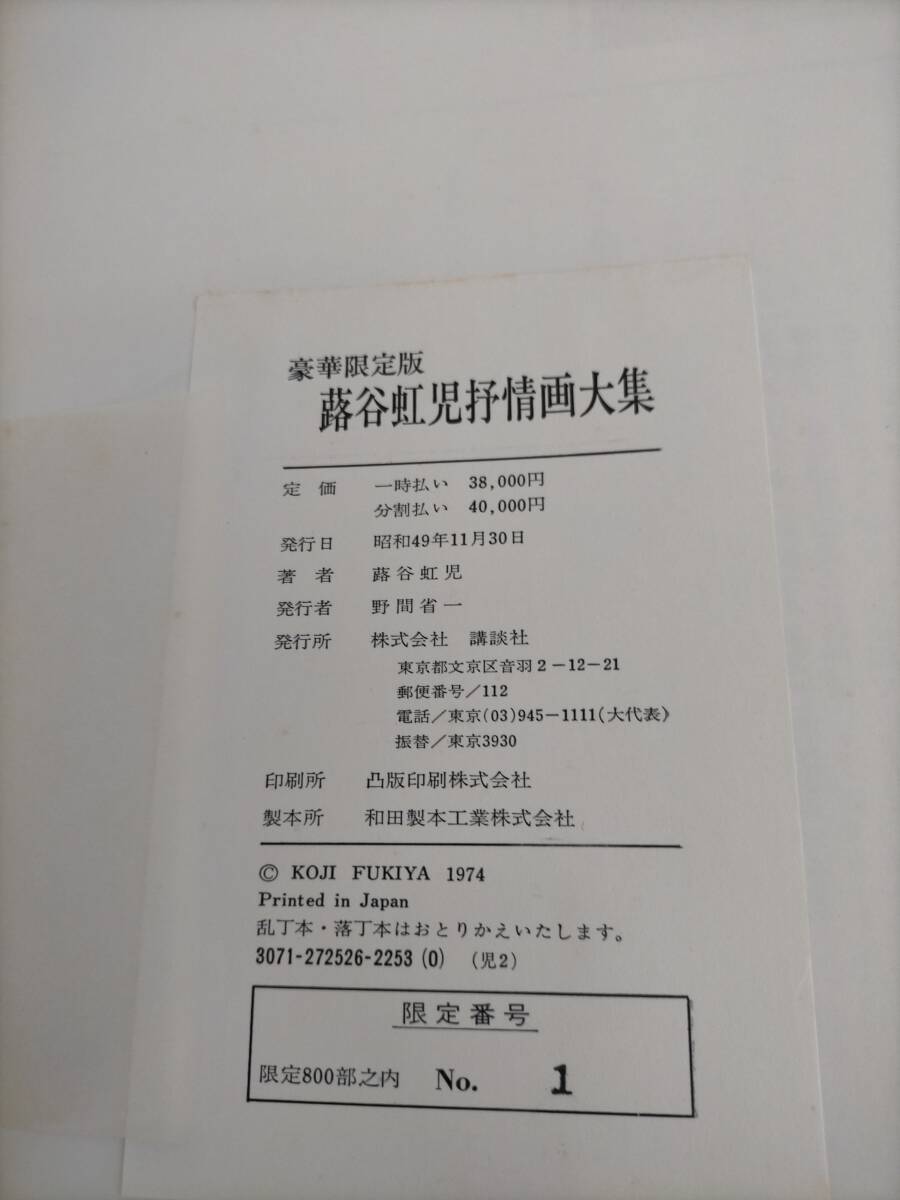 豪華限定版
蕗谷虹児抒情画大集
定価 一時払い 38,000円
分割払い 40,000円
発行日 昭和49年11月30日
著者 蕗谷虹児
発行者 野間省一
発行所 株式会社 講談社
東京都文京区音羽2-12-21
郵便番号/112
電話/東京(03)945-1111(大代表)
振替/東京3930
印刷所 凸版印刷株式会社
製本所 和田製本工業株式会社
© KOJI FUKIYA 1974
Printed in Japan
乱丁本・落丁本はおとりかえいたします。
3071-272526-2253 (0) (児2)
限定番号
限定800部之内 No. 1